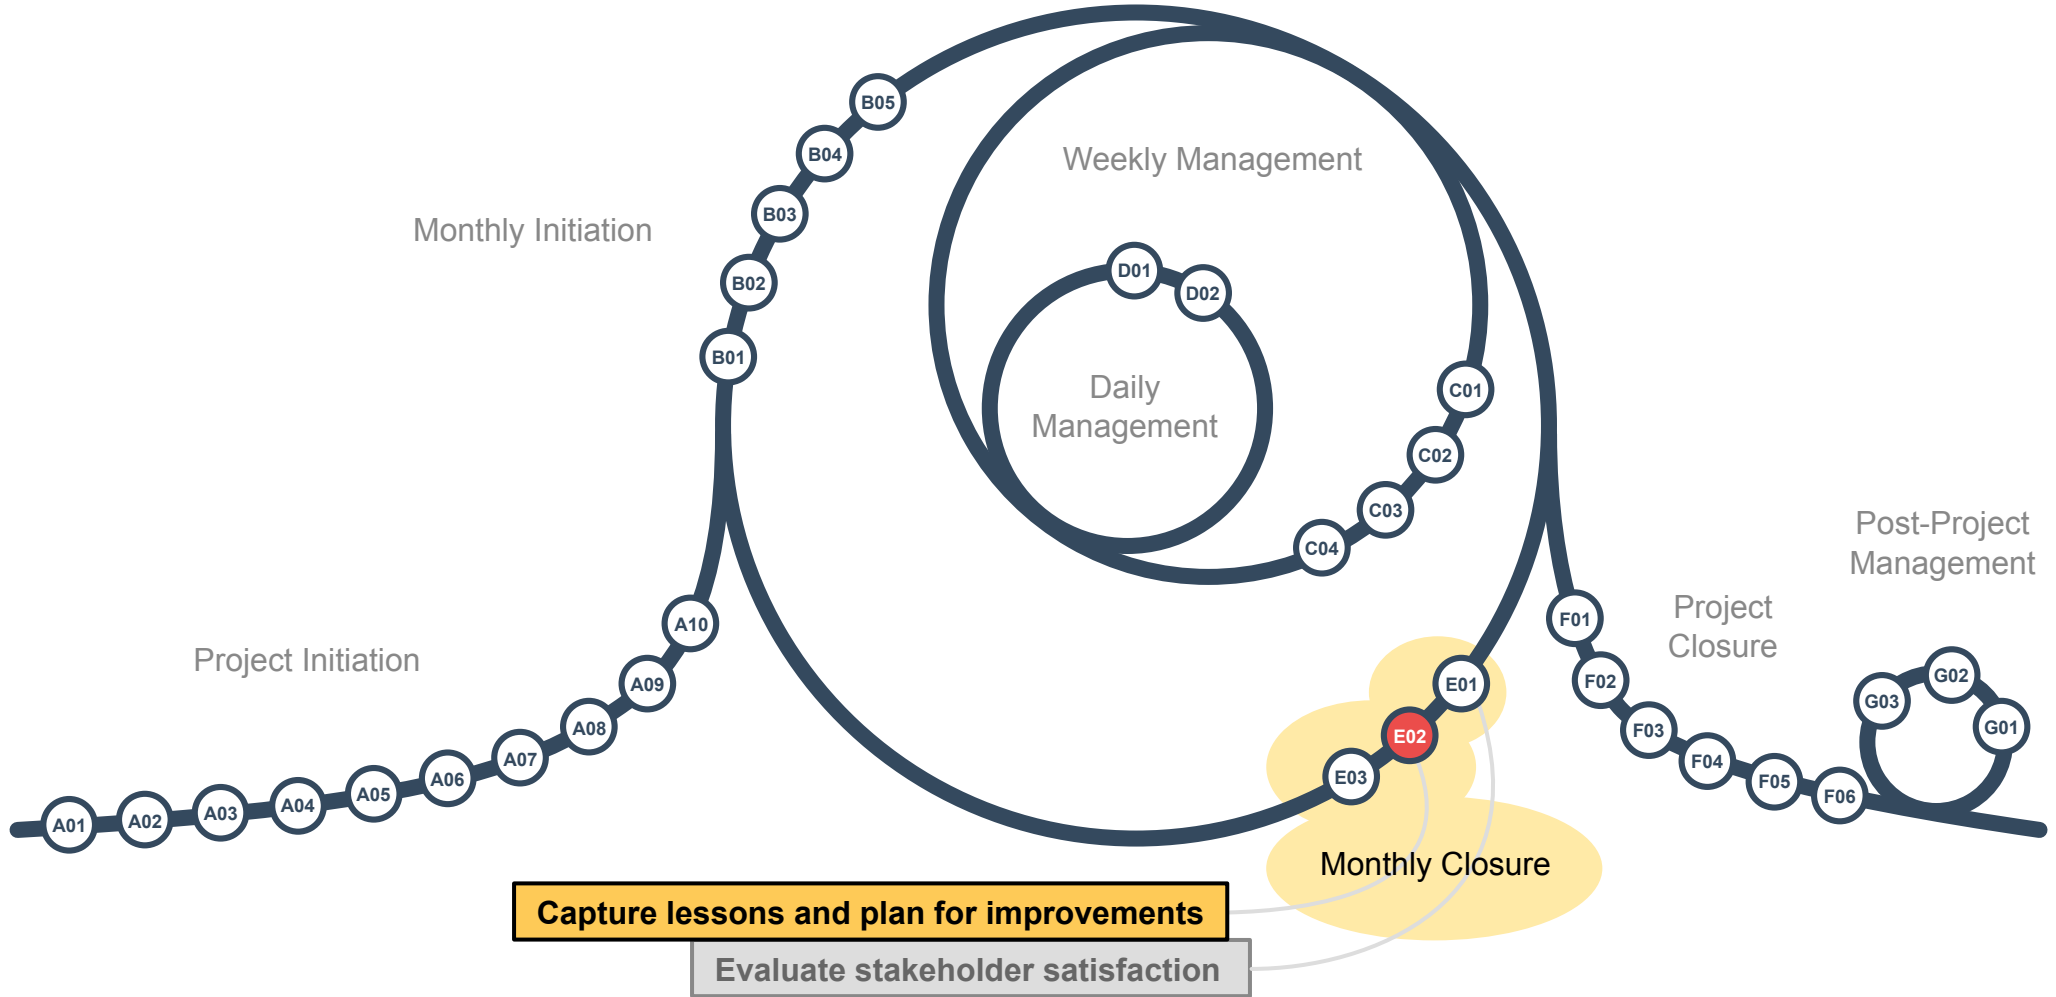 B05
B04
Weekly Management
B03
Monthly Initiation
D01
B02
D02
B01
Daily
Management
C01
C02
C03
Post-Project
Management
C04
Project
Closure
F01
A10
Project Initiation
G02
F02
E01
A09
G03
A08
G01
F03
E02
A07
F04
E03
A06
F05
A05
F06
A04
A03
A02
A01
Monthly Closure
Capture lessons and plan for improvements
Evaluate stakeholder satisfaction